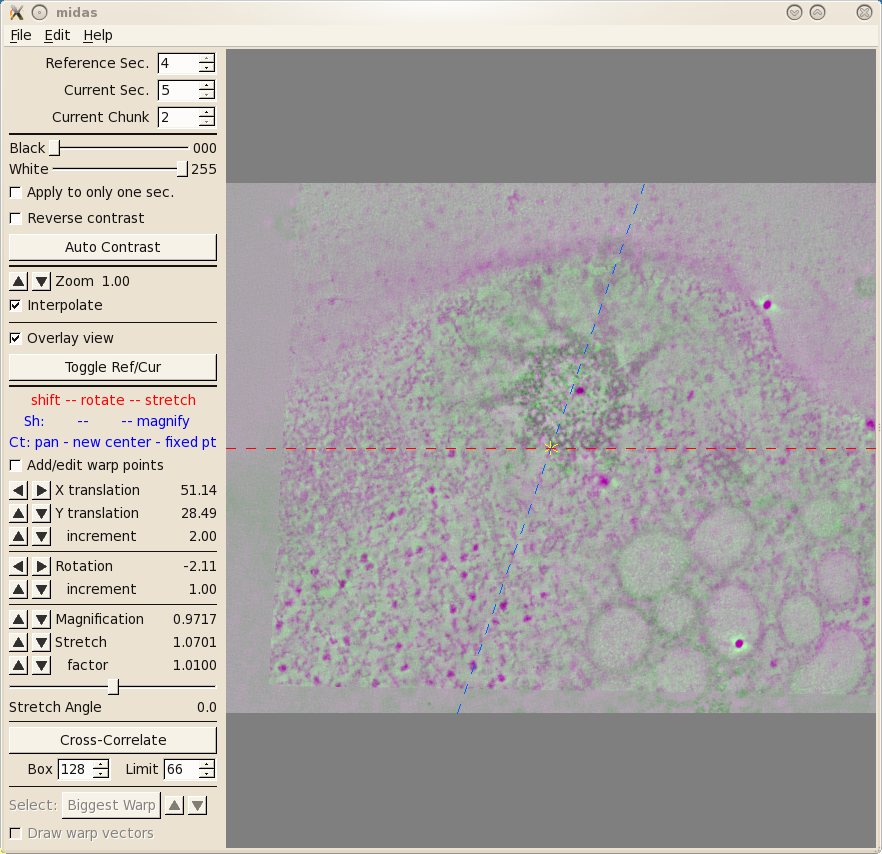 midas
File Edit Help
Reference Sec. 4
Current Sec. 5
Current Chunk 2
Black 000
White 255
Apply to only one sec.
Reverse contrast
Auto Contrast
Zoom 1.00
Interpolate
Overlay view
Toggle Ref/Cur
shift -- rotate -- stretch
Sh: -- -- magnify
Ct: pan - new center - fixed pt
Add/edit warp points
X translation 51.14
Y translation 28.49
increment 2.00
Rotation -2.11
increment 1.00
Magnification 0.9717
Stretch 1.0701
factor 1.0100
Stretch Angle 0.0
Cross-Correlate
Box 128 Limit 66
Select: Biggest Warp
Draw warp vectors